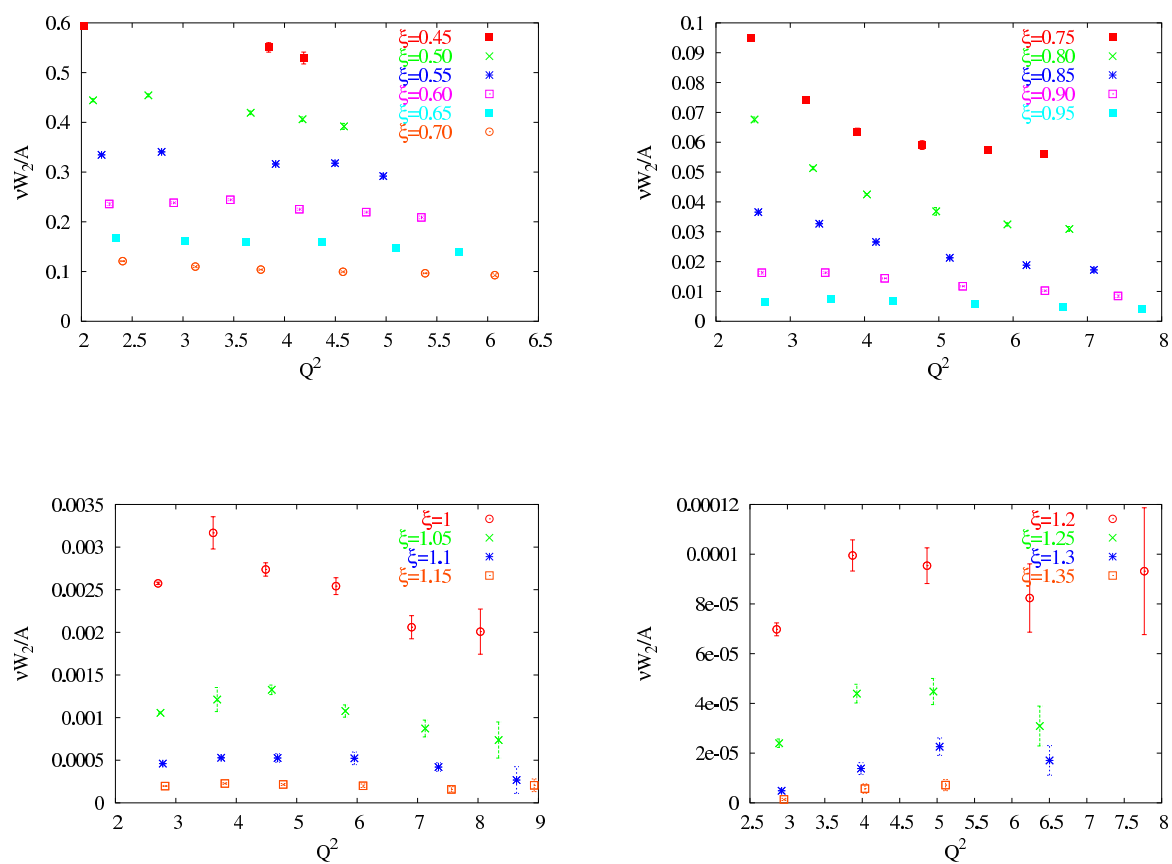 0.6
0.5
0.4
0.3
0.2
0.1
0
2 2.5 3 3.5 4 4.5 5 5.5 6 6.5
νW₂/A
Q²
ξ=0.45
ξ=0.50
ξ=0.55
ξ=0.60
ξ=0.65
ξ=0.70
0.1
0.09
0.08
0.07
0.06
0.05
0.04
0.03
0.02
0.01
0
2 3 4 5 6 7 8
νW₂/A
Q²
ξ=0.75
ξ=0.80
ξ=0.85
ξ=0.90
ξ=0.95
0.0035
0.003
0.0025
0.002
0.0015
0.001
0.0005
0
2 3 4 5 6 7 8 9
νW₂/A
Q²
ξ=1
ξ=1.05
ξ=1.1
ξ=1.15
0.00012
0.0001
8e-05
6e-05
4e-05
2e-05
0
2.5 3 3.5 4 4.5 5 5.5 6 6.5 7 7.5 8
νW₂/A
Q²
ξ=1.2
ξ=1.25
ξ=1.3
ξ=1.35